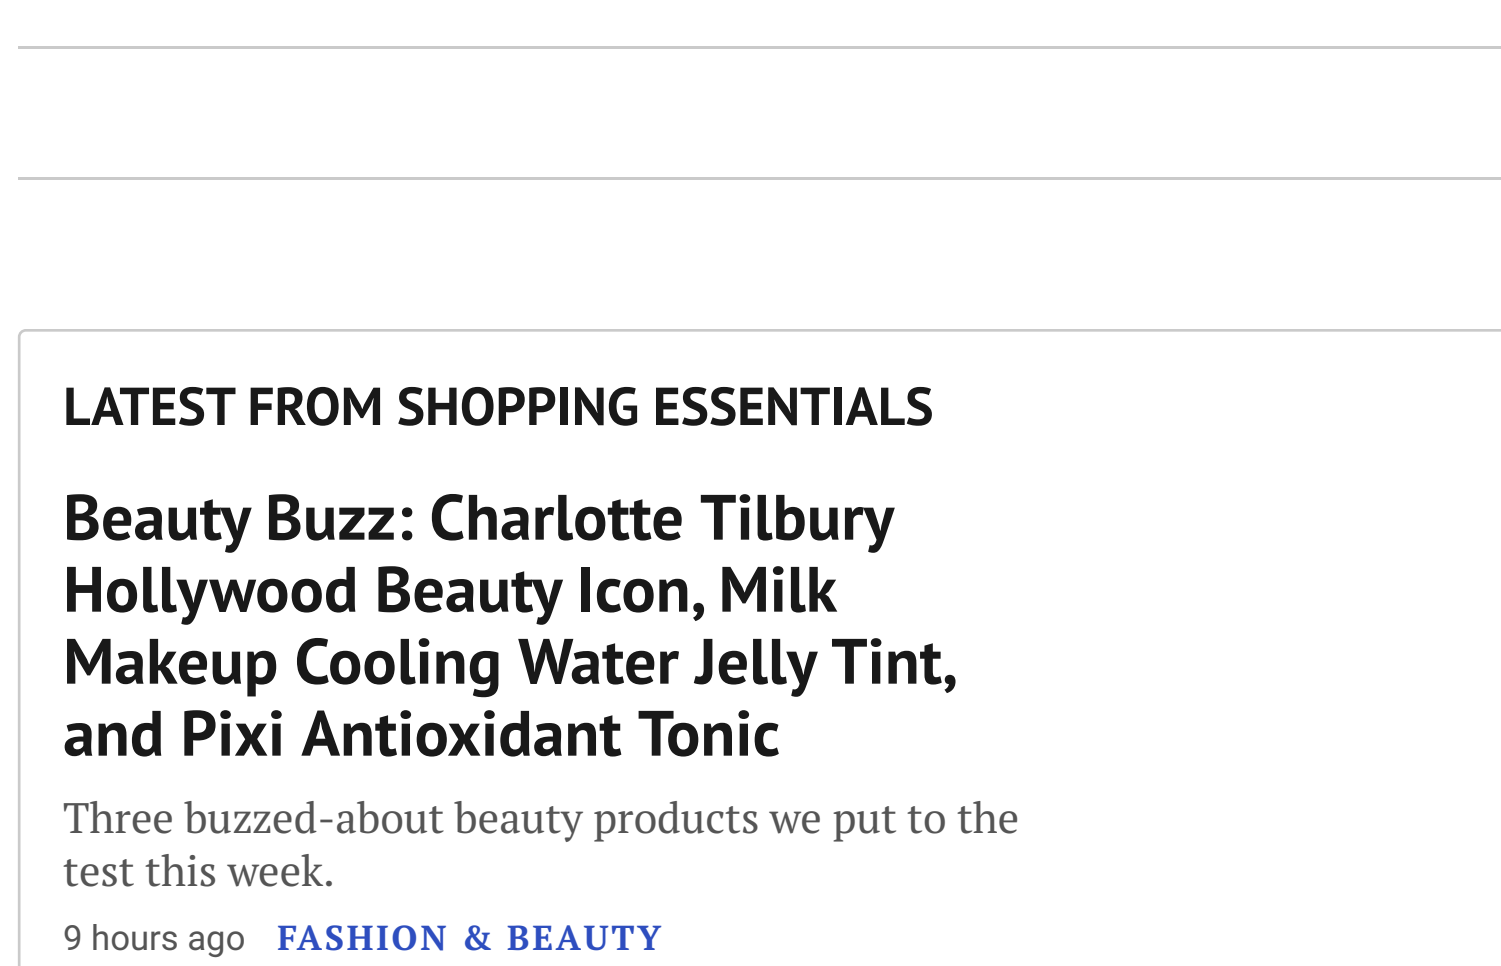 LATEST FROM SHOPPING ESSENTIALS
Beauty Buzz: Charlotte Tilbury
Hollywood Beauty Icon, Milk
Makeup Cooling Water Jelly Tint,
and Pixi Antioxidant Tonic
Three buzzed-about beauty products we put to the
test this week.
9 hours ago FASHION & BEAUTY